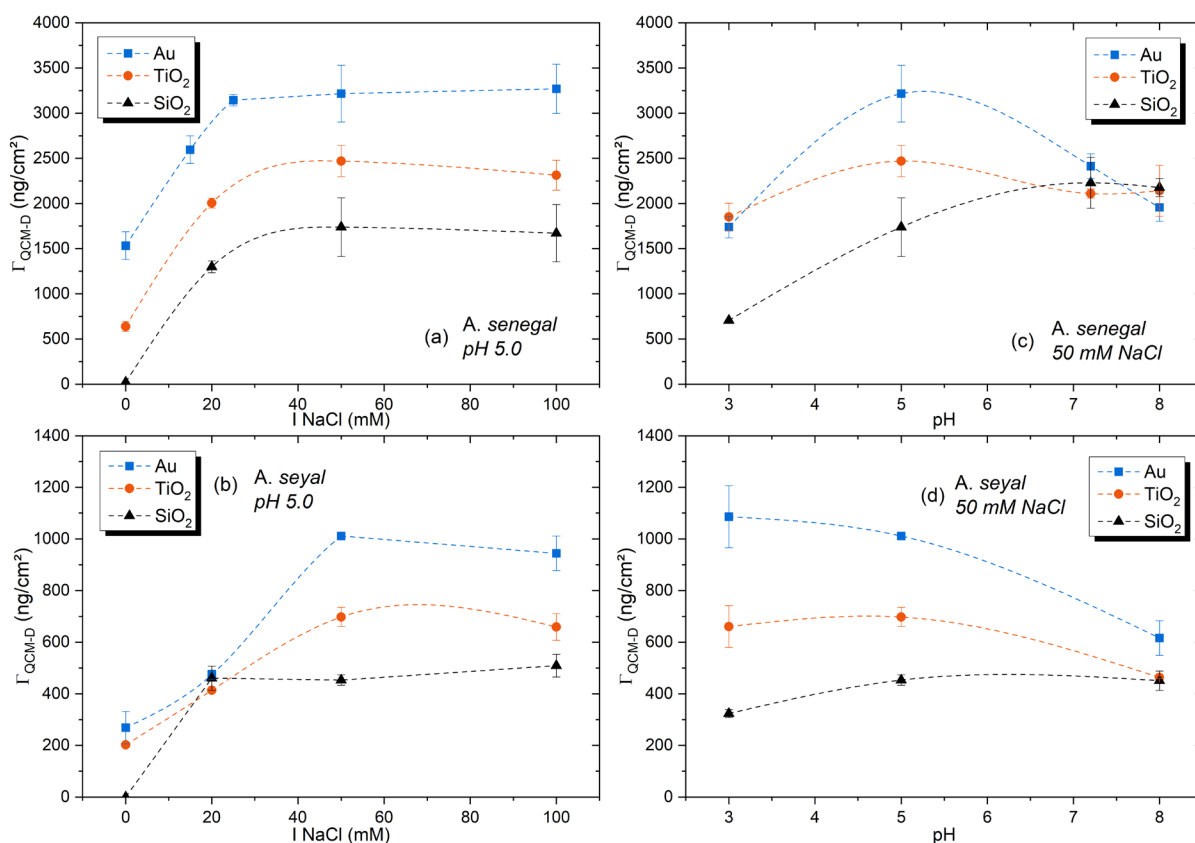 4000
3500
3000
2500
2000
1500
1000
500
0
Γ_QCM-D (ng/cm²)
Au
TiO₂
SiO₂
(a) A. senegal
pH 5.0
0 20 40 60 80 100
I NaCl (mM)
4000
3500
3000
2500
2000
1500
1000
500
0
Γ_QCM-D (ng/cm²)
Au
TiO₂
SiO₂
(c) A. senegal
50 mM NaCl
3 4 5 6 7 8
pH
1400
1200
1000
800
600
400
200
0
Γ_QCM-D (ng/cm²)
Au
TiO₂
SiO₂
(b) A. seyal
pH 5.0
0 20 40 60 80 100
I NaCl (mM)
1400
1200
1000
800
600
400
200
0
Γ_QCM-D (ng/cm²)
Au
TiO₂
SiO₂
(d) A. seyal
50 mM NaCl
3 4 5 6 7 8
pH